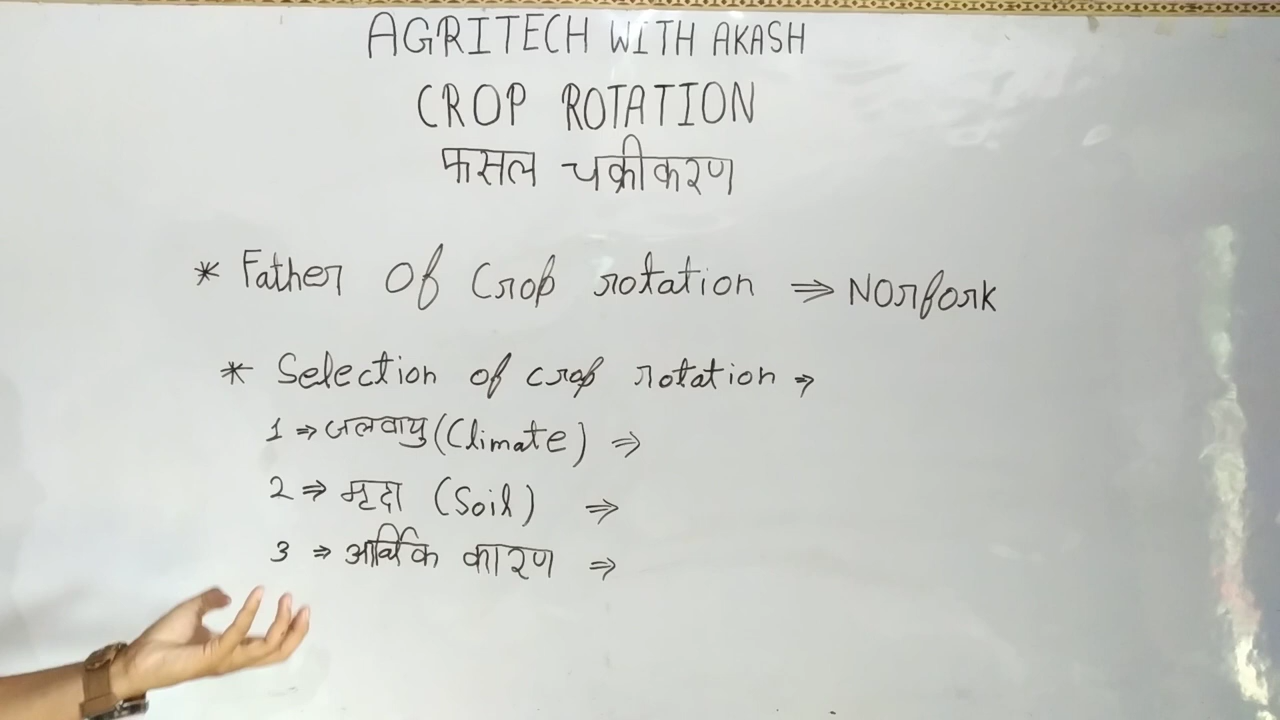 AGRITECH WITH AKASH
CROP ROTATION
फसल चक्रीकरण
* Father Of Crop rotation ⇒ NORfork
* Selection of crop rotation ⇒
1 ⇒ जलवायु (Climate) ⇒
2 ⇒ मृदा (Soil) ⇒
3 ⇒ आर्थिक कारण ⇒